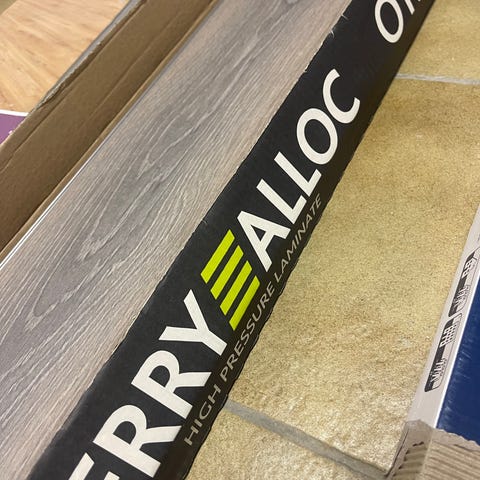 ERRY ALLOC
HIGH PRESSURE LAMINATE